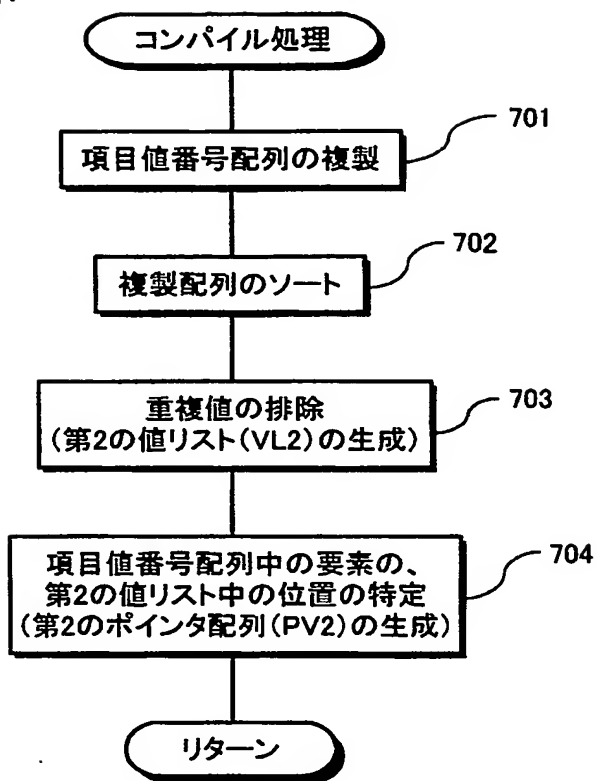 コンパイル処理
701
項目値番号配列の複製
702
複製配列のソート
703
重複値の排除
(第2の値リスト(VL2)の生成)
704
項目値番号配列中の要素の、
第2の値リスト中の位置の特定
(第2のポインタ配列(PV2)の生成)
リターン